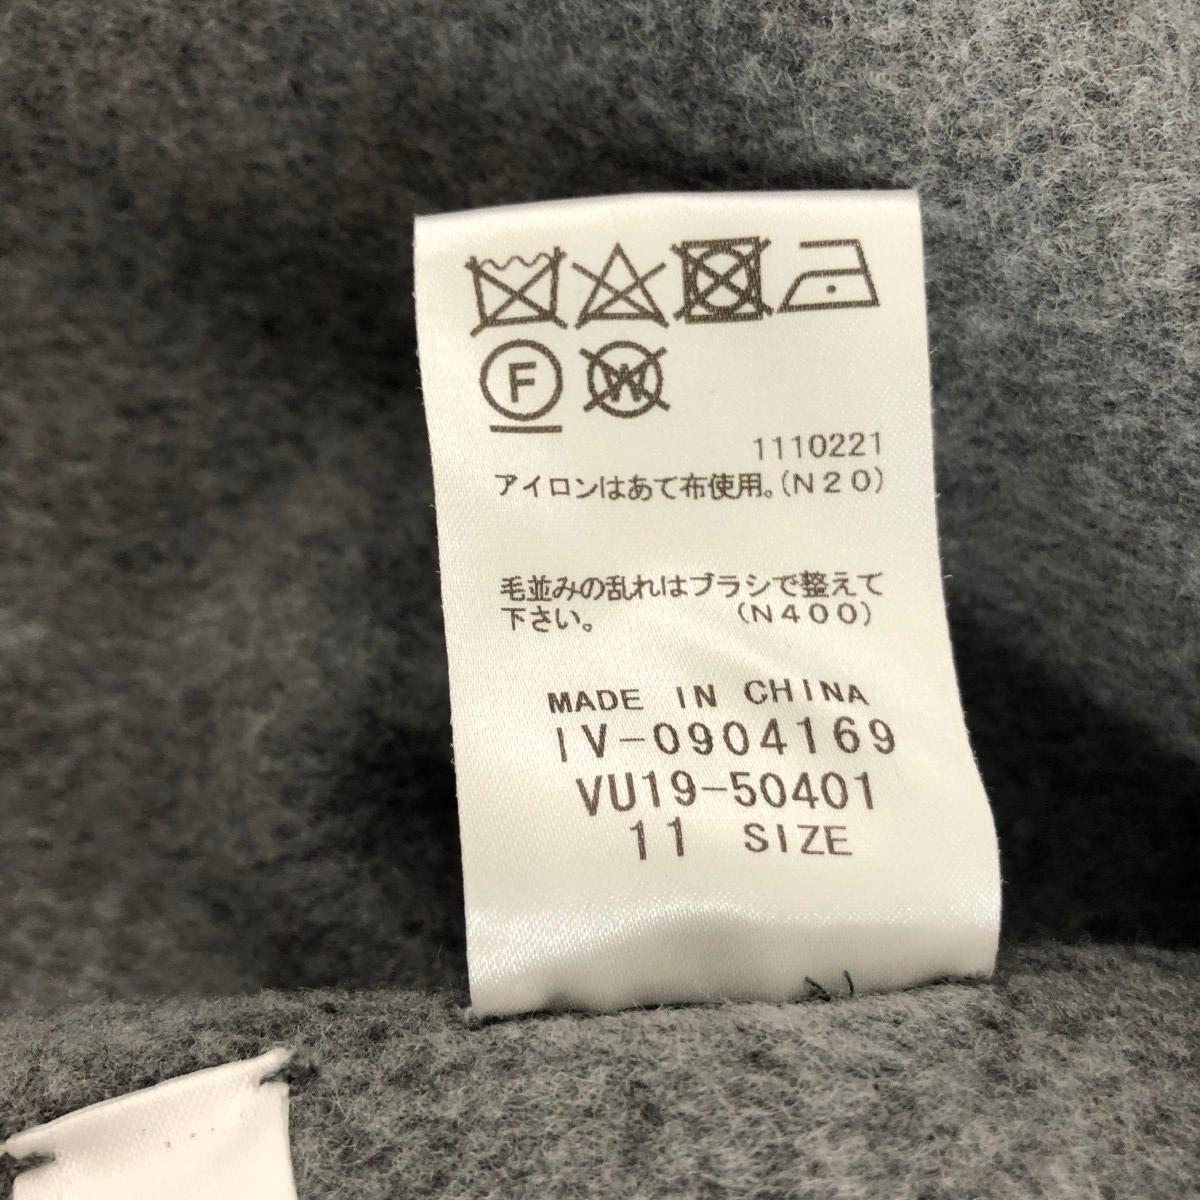 F W
1110221
アイロンはあて布使用。(N20)
毛並みの乱れはブラシで整えて
下さい。 (N400)
MADE IN CHINA
IV-0904169
VU19-50401
11 SIZE